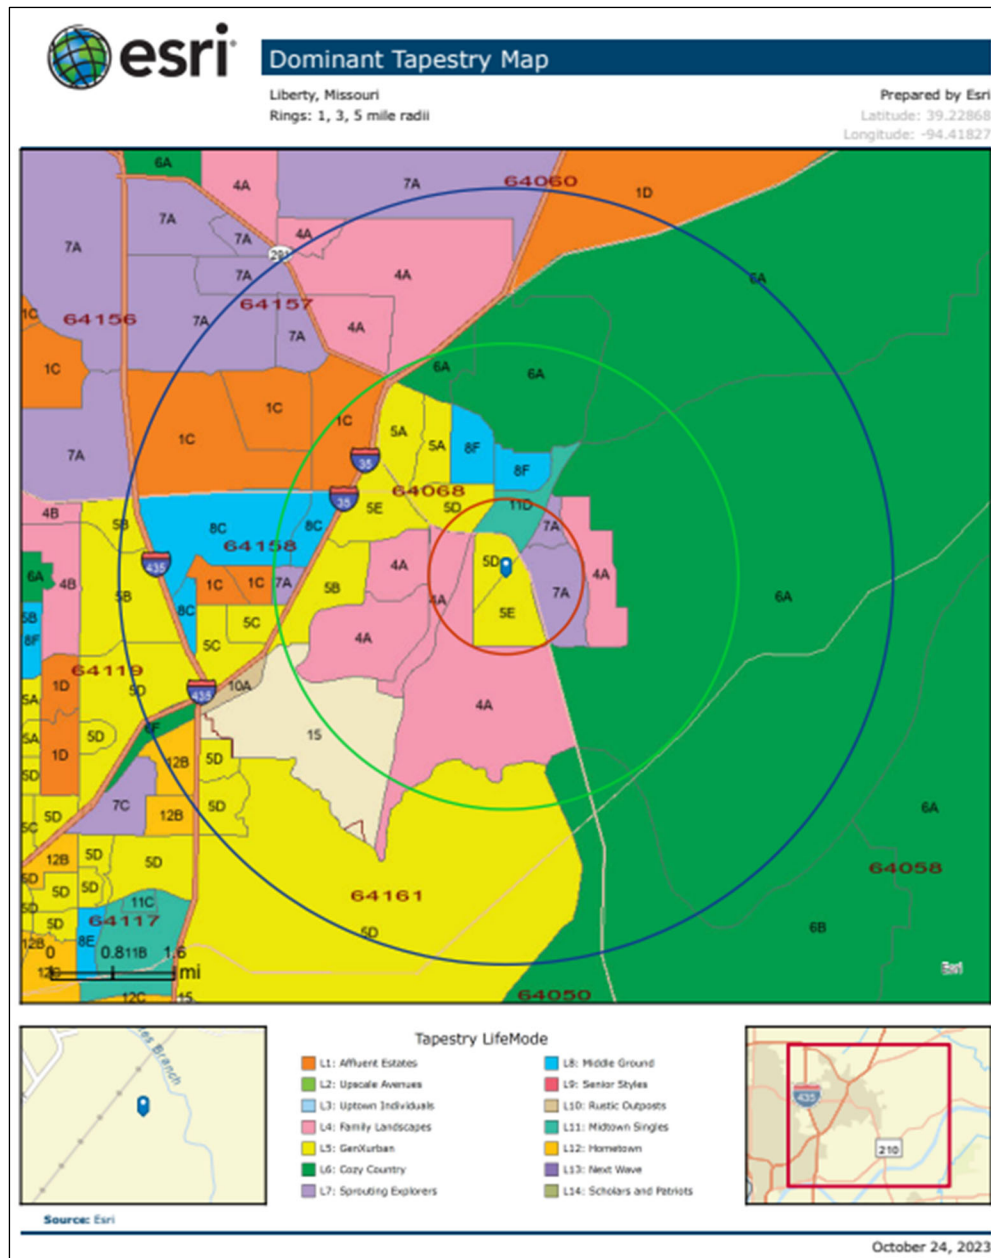 esri
Dominant Tapestry Map
Liberty, Missouri
Prepared by Esri
Rings: 1, 3, 5 mile radii
Latitude: 39.22868
Longitude: -94.41827
6A
4A
7A
64060
1D
7A
7A
7A
4A
291
4A
6A
7A
1C
64156
7A
64157
7A
4A
1C
6A
6A
1C
1C
1C
5A
5A
8F
7A
35
8F
4B
35
64068
5B
8C
8C
5E
5D
11D
7A
64158
435
4A
5D
6A
4B
1C
1C
7A
5B
4A
7A
4A
6A
5B
5B
8C
5C
5E
8F
5C
4A
64119
1D
5D
10A
5A
435
4A
5A
5D
6F
15
1D
12B
5D
5D
7C
6A
5C
5D
12B
5D
12B
5D
5D
64058
5D
5D
5D
64161
5D
11C
5D
64117
6B
12B
8E
5D
0
0.8
11B
1.6
mi
12C
12C
15
64050
Esri
Tapestry LifeMode
L1: Affluent Estates
L8: Middle Ground
L2: Upscale Avenues
L9: Senior Styles
L3: Uptown Individuals
L10: Rustic Outposts
L4: Family Landscapes
L11: Midtown Singles
L5: GenXurban
L12: Hometown
L6: Cozy Country
L13: Next Wave
L7: Sprouting Explorers
L14: Scholars and Patriots
Branch
435
210
Source: Esri
October 24, 2023